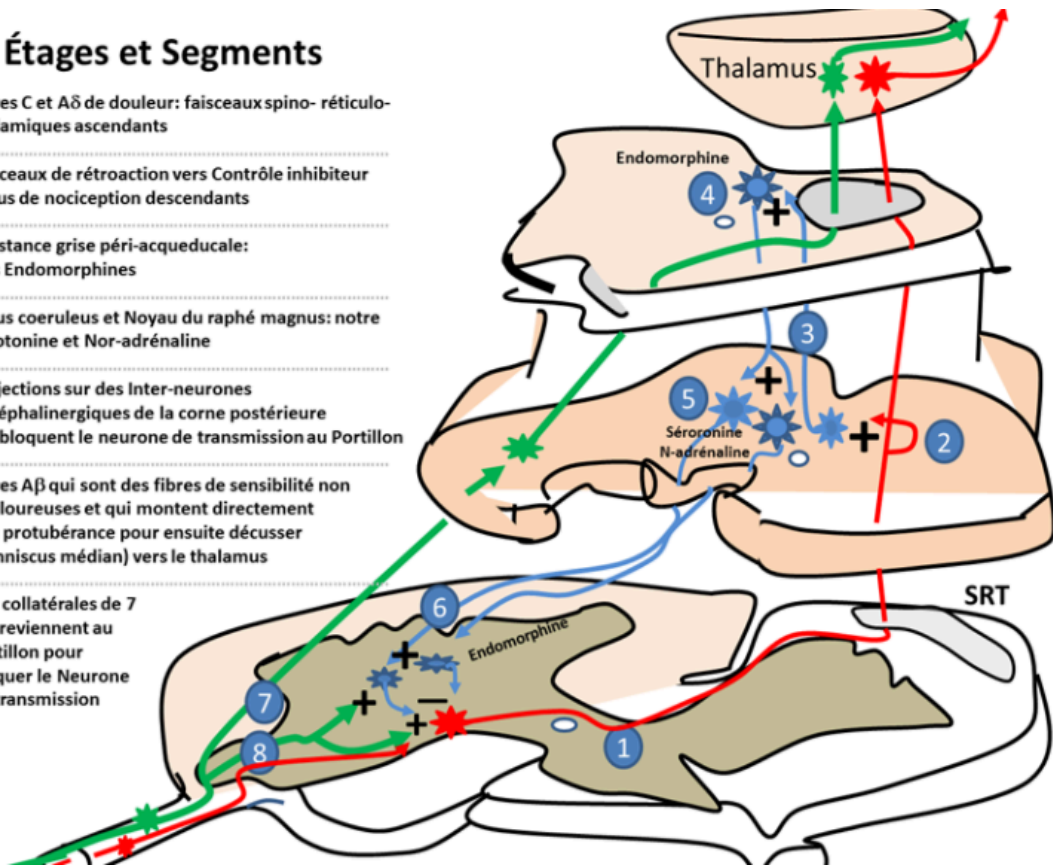 Étages et Segments
es C et Aδ de douleur: faisceaux spino- réticulo-
amiques ascendants
ceaux de rétroaction vers Contrôle inhibiteur
us de nociception descendants
stance grise péri-acqueducale:
Endomorphines
us coeruleus et Noyau du raphé magnus: notre
otonine et Nor-adrénaline
jections sur des Inter-neurones
éphalinergiques de la corne postérieure
bloquent le neurone de transmission au Portillon
res Aβ qui sont des fibres de sensibilité non
loureuses et qui montent directement
protubérance pour ensuite décusser
mniscus médian) vers le thalamus
collatérales de 7
reviennent au
tillon pour
quer le Neurone
ransmission
Thalamus
Endomorphine
4
+
3
+
5
Séroronine
N-adrénaline
+
2
SRT
6
Endomorphine
+
+
−
+
7
8
1